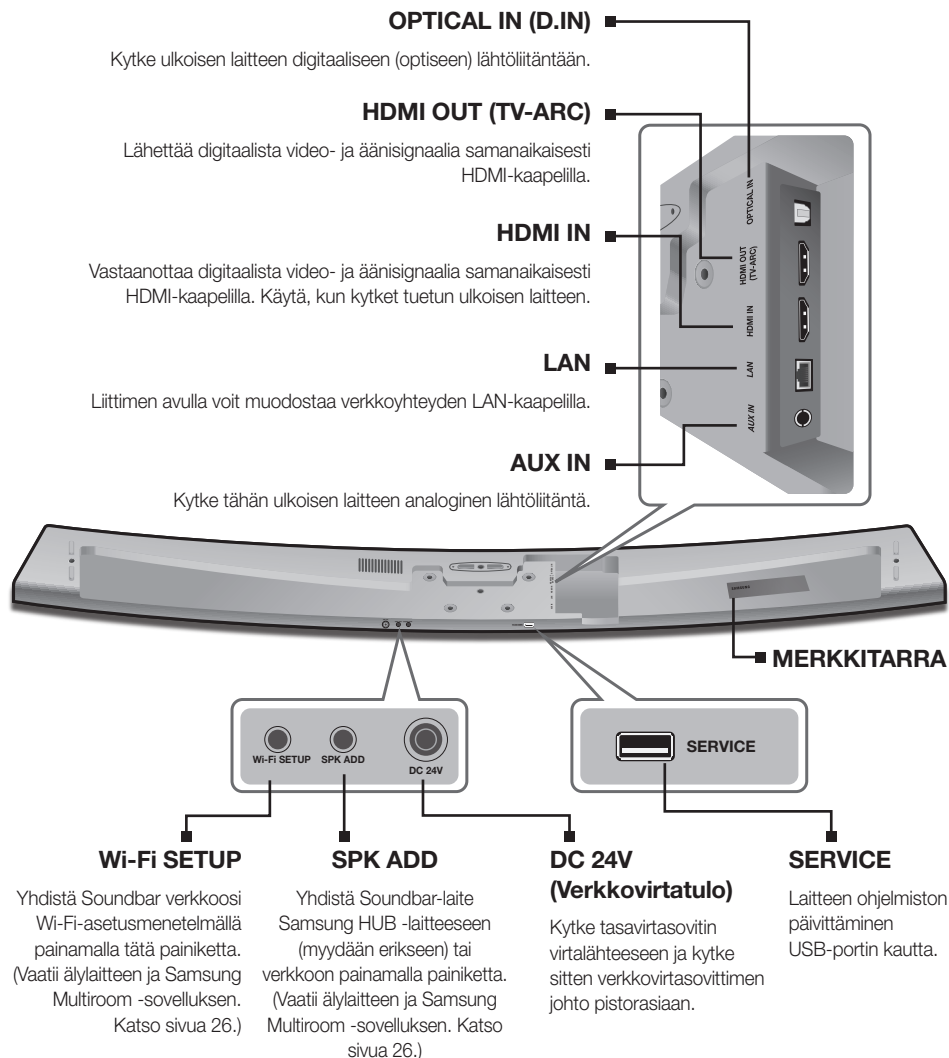 OPTICAL IN (D.IN)
Kytke ulkoisen laitteen digitaaliseen (optiseen) lähtöliitäntään.
HDMI OUT (TV-ARC)
Lähettää digitaalista video- ja äänisignaalia samanaikaisesti
HDMI-kaapelilla.
HDMI IN
Vastaanottaa digitaalista video- ja äänisignaalia samanaikaisesti
HDMI-kaapelilla. Käytä, kun kytket tuetun ulkoisen laitteen.
LAN
Liittimen avulla voit muodostaa verkkoyhteyden LAN-kaapelilla.
AUX IN
Kytke tähän ulkoisen laitteen analoginen lähtöliitäntä.
OPTICAL IN
HDMI OUT
(TV-ARC)
HDMI IN
LAN
AUX IN
SAMSUNG
MERKKITARRA
Wi-Fi SETUP
SPK ADD
DC 24V
SERVICE
Wi-Fi SETUP
Yhdistä Soundbar verkkoosi
Wi-Fi-asetusmenetelmällä
painamalla tätä painiketta.
(Vaatii älylaitteen ja Samsung
Multiroom -sovelluksen.
Katso sivua 26.)
SPK ADD
Yhdistä Soundbar-laite
Samsung HUB -laitteeseen
(myydään erikseen) tai
verkkoon painamalla painiketta.
(Vaatii älylaitteen ja Samsung
Multiroom -sovelluksen. Katso
sivua 26.)
DC 24V
(Verkkovirtatulo)
Kytke tasavirtasovitin
virtalähteeseen ja kytke
sitten verkkovirtasovittimen
johto pistorasiaan.
SERVICE
Laitteen ohjelmiston
päivittäminen
USB-portin kautta.